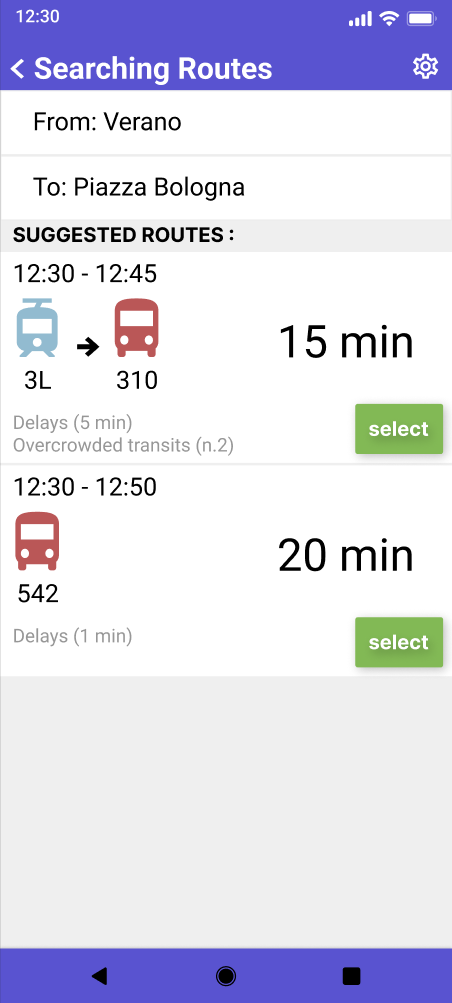 12:30
Searching Routes
From: Verano
To: Piazza Bologna
SUGGESTED ROUTES :
12:30 - 12:45
15 min
3L 310
Delays (5 min)
Overcrowded transits (n.2)
select
12:30 - 12:50
20 min
542
Delays (1 min)
select